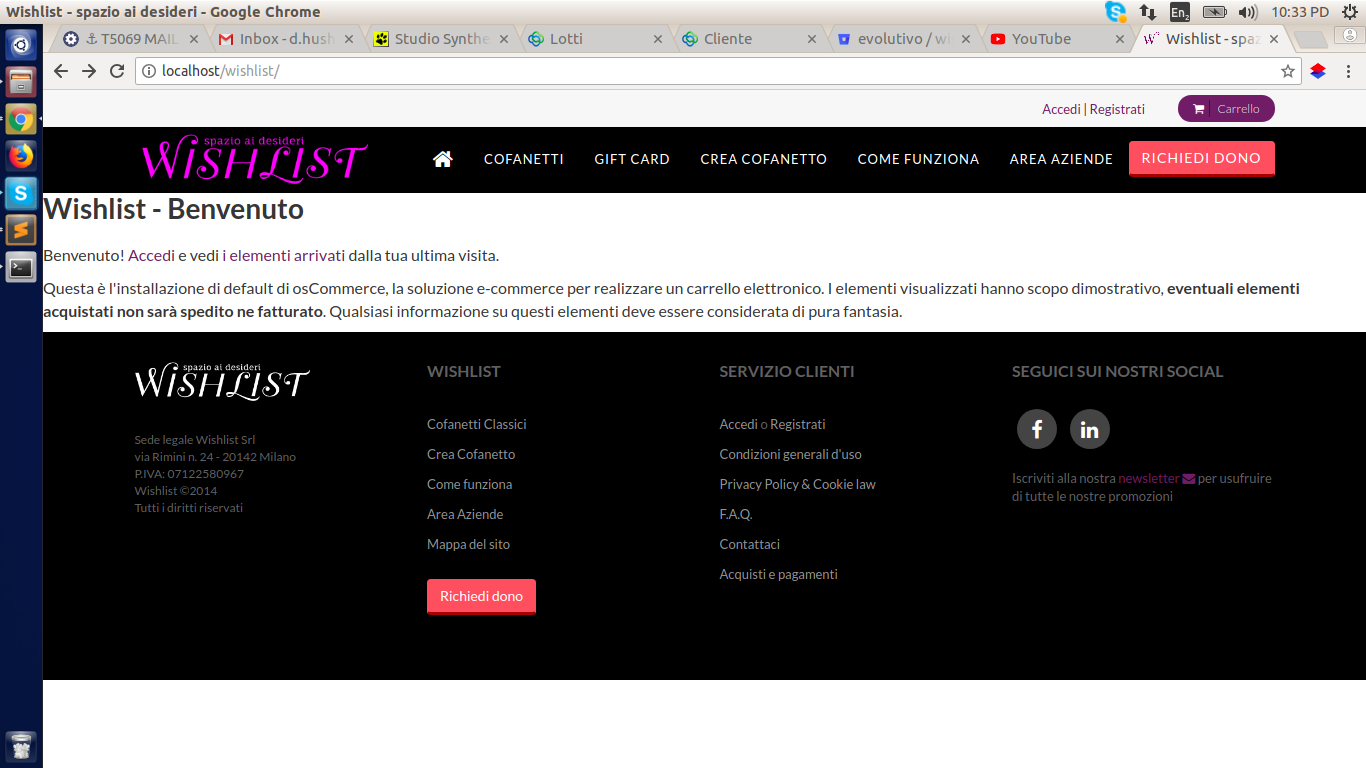 Wishlist - spazio ai desideri - Google Chrome
En2
10:33 PD
⚓ T5069 MAIL
Inbox - d.hush
Studio Synthe
Lotti
Cliente
evolutivo / wi
YouTube
Wishlist - spaz
localhost/wishlist/
Accedi | Registrati
Carrello
spazio ai desideri
WISHLIST
COFANETTI
GIFT CARD
CREA COFANETTO
COME FUNZIONA
AREA AZIENDE
RICHIEDI DONO
Wishlist - Benvenuto
Benvenuto! Accedi e vedi i elementi arrivati dalla tua ultima visita.
Questa è l'installazione di default di osCommerce, la soluzione e-commerce per realizzare un carrello elettronico. I elementi visualizzati hanno scopo dimostrativo, eventuali elementi
acquistati non sarà spedito ne fatturato. Qualsiasi informazione su questi elementi deve essere considerata di pura fantasia.
spazio ai desideri
WISHLIST
Sede legale Wishlist Srl
via Rimini n. 24 - 20142 Milano
P.IVA: 07122580967
Wishlist ©2014
Tutti i diritti riservati
WISHLIST
Cofanetti Classici
Crea Cofanetto
Come funziona
Area Aziende
Mappa del sito
Richiedi dono
SERVIZIO CLIENTI
Accedi o Registrati
Condizioni generali d'uso
Privacy Policy & Cookie law
F.A.Q.
Contattaci
Acquisti e pagamenti
SEGUICI SUI NOSTRI SOCIAL
Iscriviti alla nostra newsletter per usufruire
di tutte le nostre promozioni